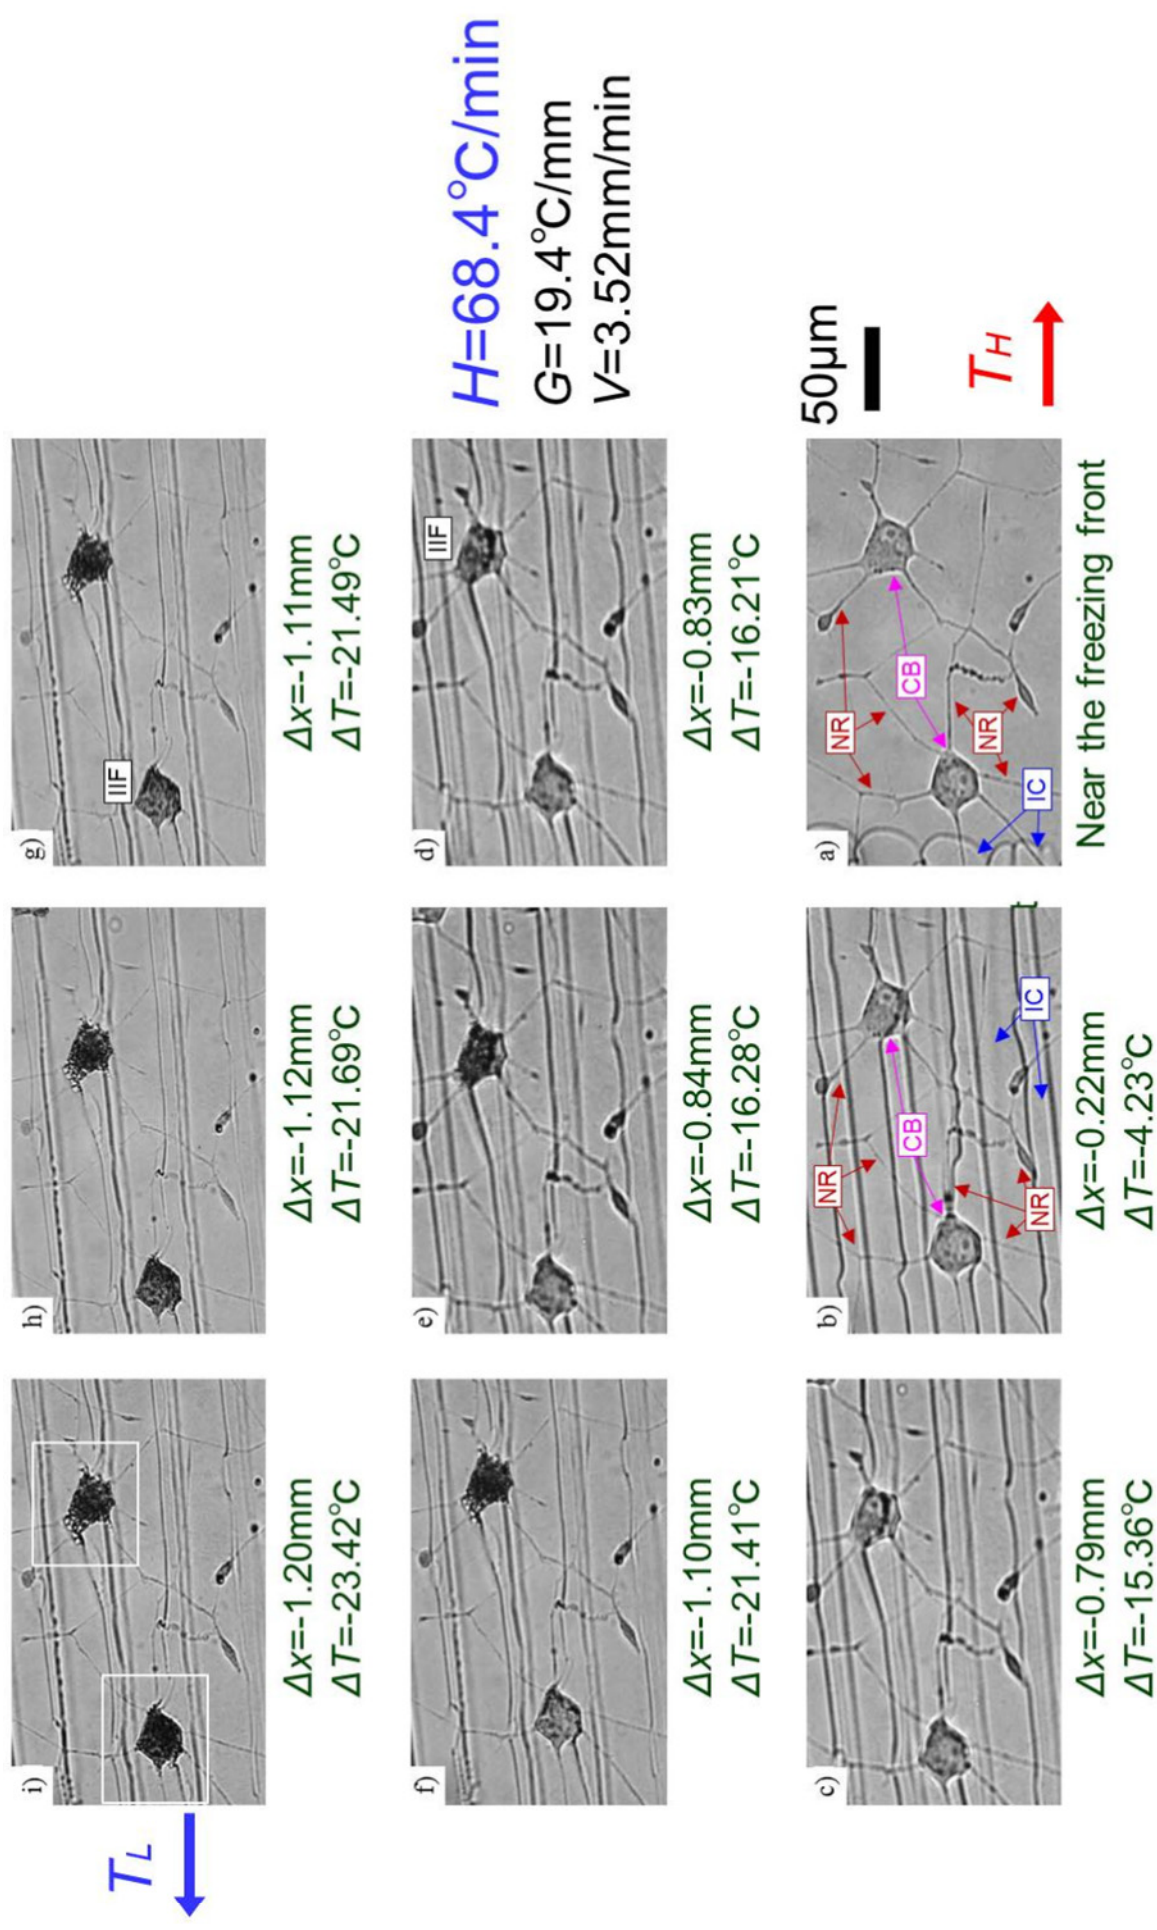 T_L
i)
Δx=-1.20mm
ΔT=-23.42°C
h)
Δx=-1.12mm
ΔT=-21.69°C
g)
IIF
Δx=-1.11mm
ΔT=-21.49°C
f)
Δx=-1.10mm
ΔT=-21.41°C
e)
Δx=-0.84mm
ΔT=-16.28°C
d)
IIF
Δx=-0.83mm
ΔT=-16.21°C
H=68.4°C/min
G=19.4°C/mm
V=3.52mm/min
c)
Δx=-0.79mm
ΔT=-15.36°C
b)
NR
CB
IC
NR
t
Δx=-0.22mm
ΔT=-4.23°C
a)
NR
CB
NR
IC
Near the freezing front
50μm
T_H